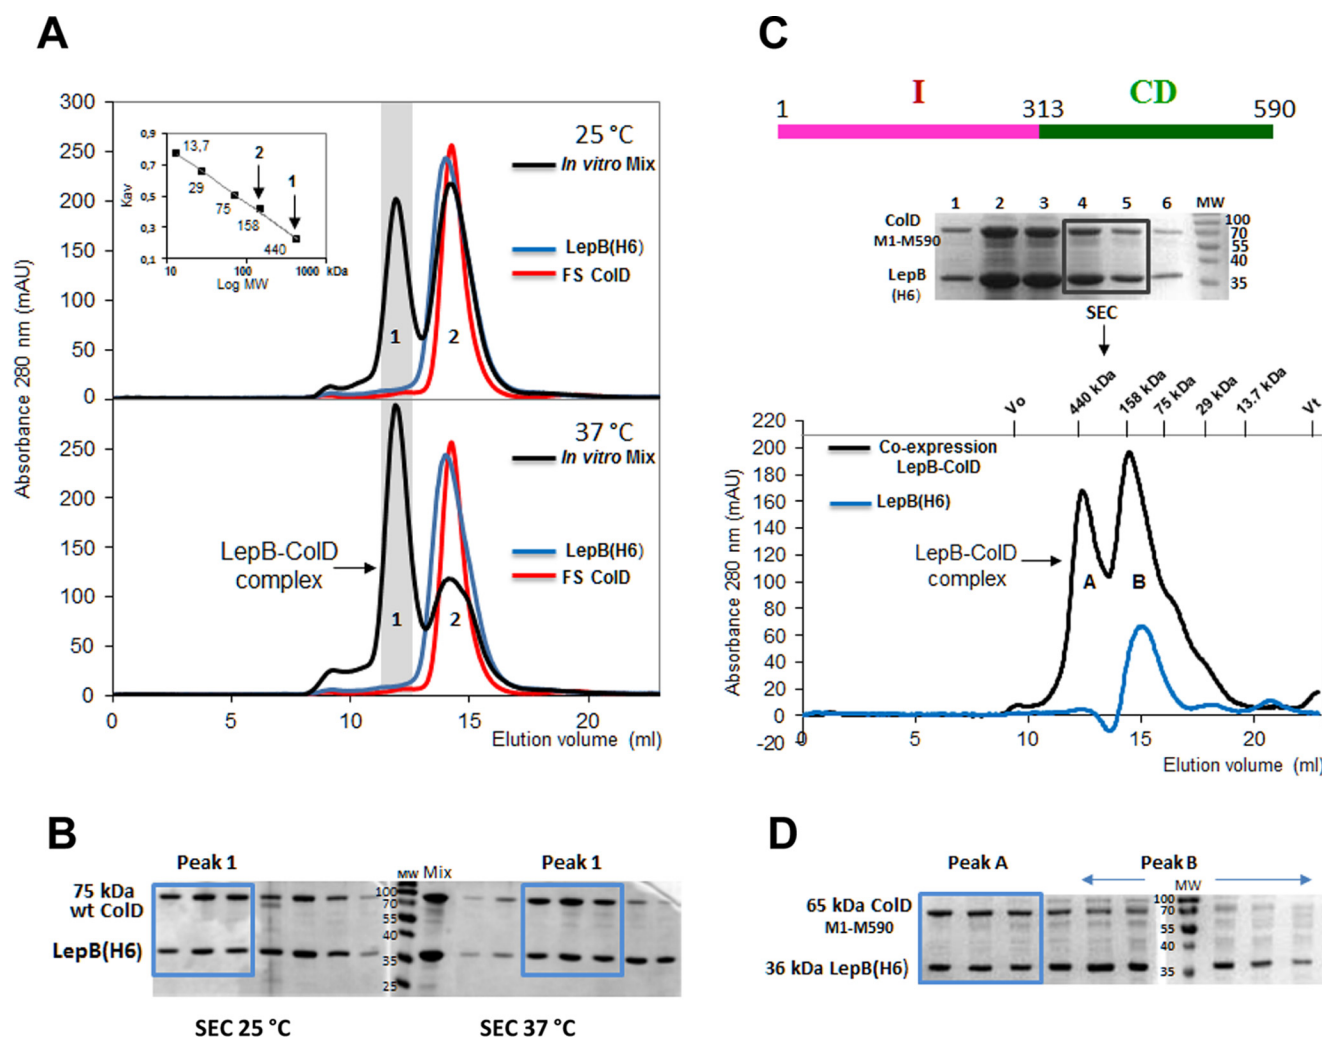 A
300
250
200
150
100
50
0
25 °C
In vitro Mix
LepB(H6)
FS ColD
0,9
0,7
0,5
0,3
0,1
Kav
13,7
29
75
158
440
2
1
10
100
1000
kDa
Log MW
1
2
Absorbance 280 nm (mAU)
37 °C
In vitro Mix
LepB(H6)
FS ColD
LepB-ColD
complex
1
2
250
200
150
100
50
0
0
5
10
15
20
Elution volume (ml)
B
Peak 1
Peak 1
75 kDa
wt ColD
LepB(H6)
MW
Mix
100
70
55
40
35
25
SEC 25 °C
SEC 37 °C
C
I
CD
1
313
590
1 2 3 4 5 6 MW
ColD
M1-M590
LepB
(H6)
100
70
55
40
35
SEC
Vo
440 kDa
158 kDa
75 kDa
29 kDa
13.7 kDa
Vt
220
200
180
160
140
120
100
80
60
40
20
0
-20
Absorbance 280 nm (mAU)
Co-expression
LepB-ColD
LepB(H6)
LepB-ColD
complex
A
B
0
5
10
15
20
Elution volume (ml)
D
Peak A
Peak B
MW
65 kDa ColD
M1-M590
36 kDa LepB(H6)
100
70
55
40
35